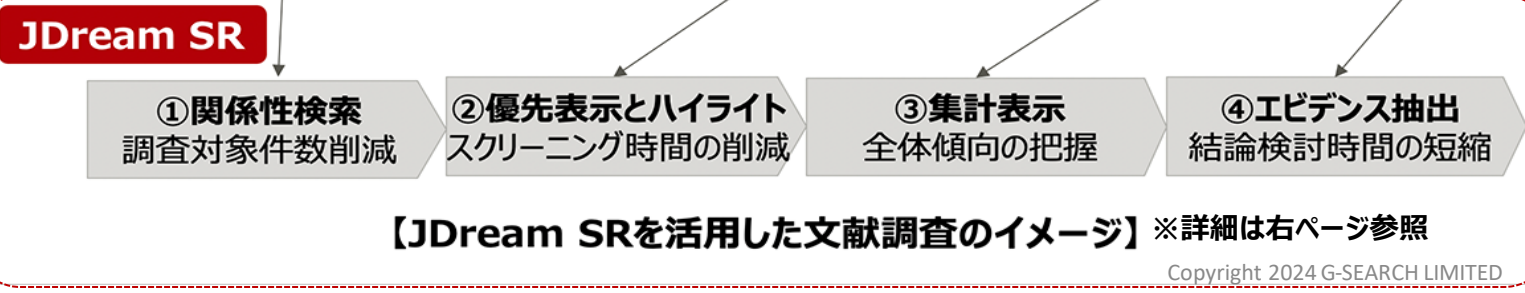 JDream SR
①関係性検索
調査対象件数削減
②優先表示とハイライト
スクリーニング時間の削減
③集計表示
全体傾向の把握
④エビデンス抽出
結論検討時間の短縮
【JDream SRを活用した文献調査のイメージ】 ※詳細は右ページ参照
Copyright 2024 G-SEARCH LIMITED